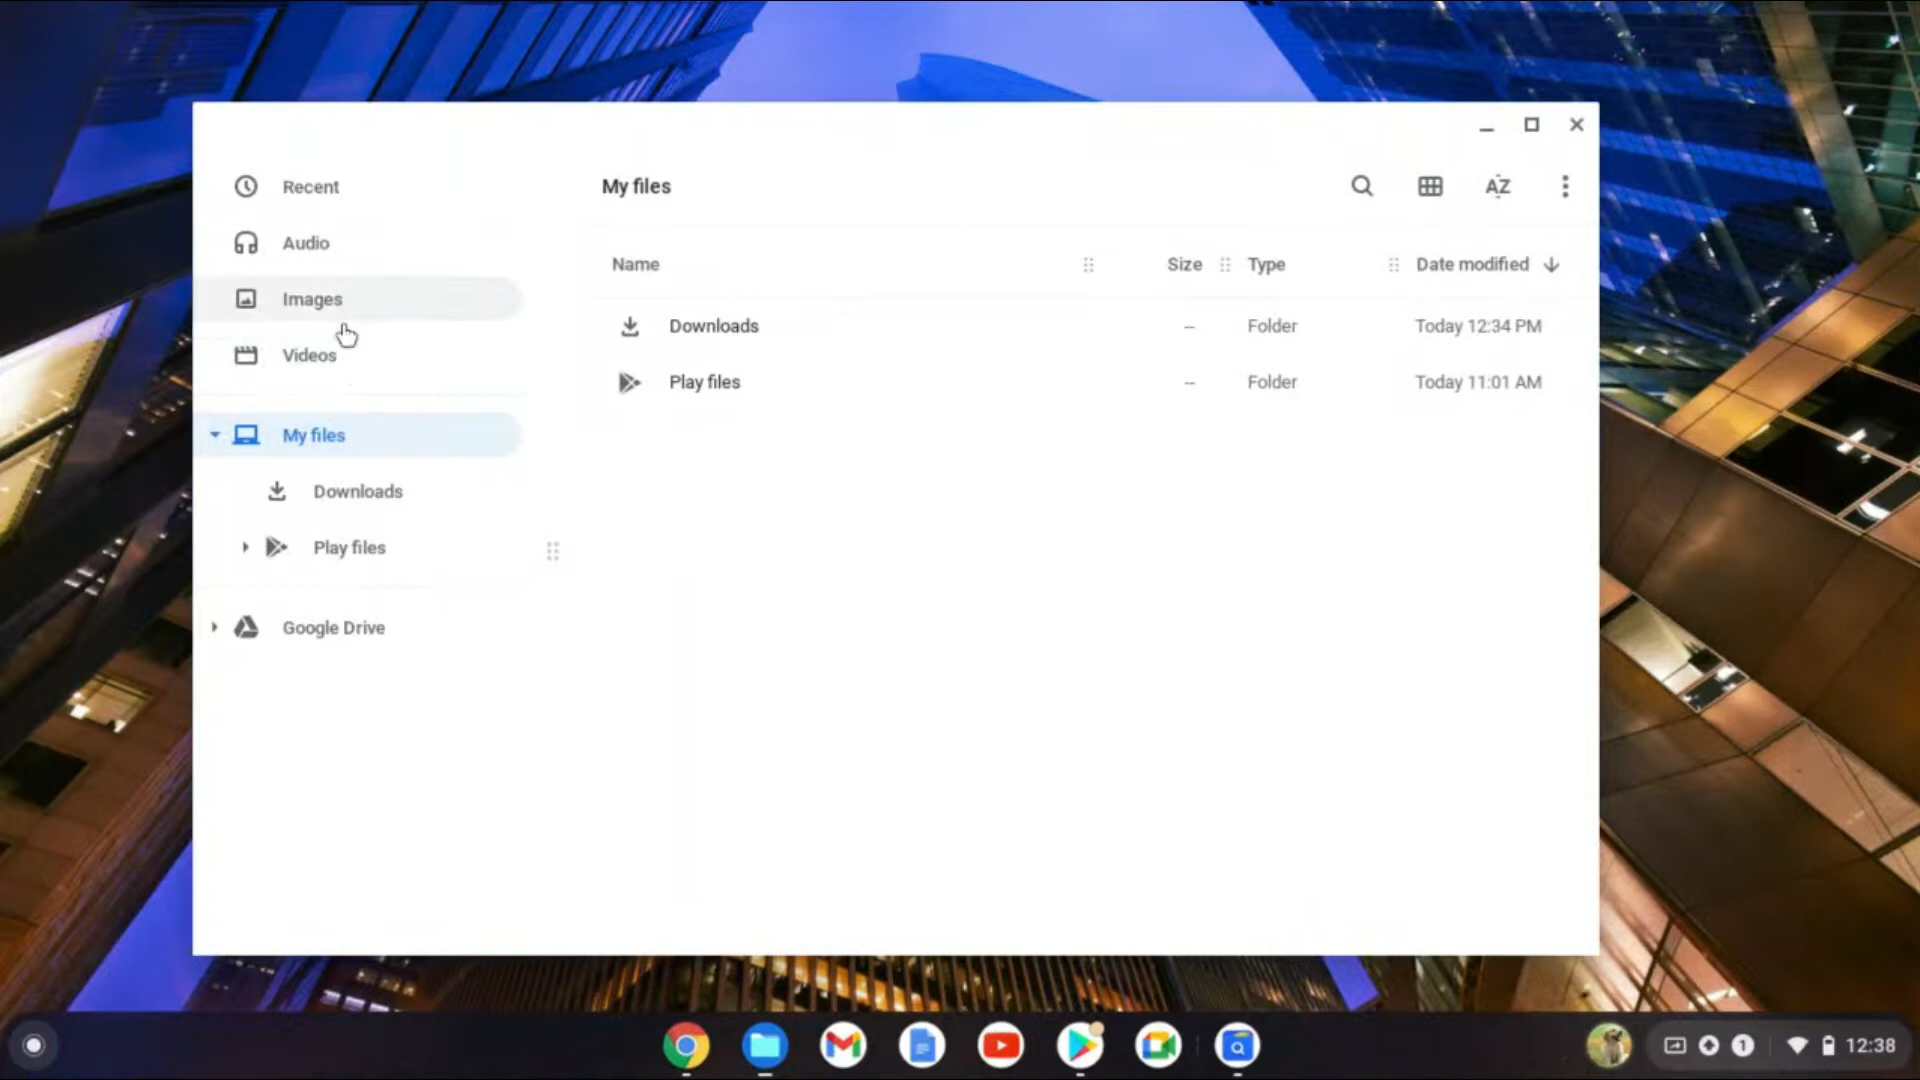 Recent
Audio
Images
Videos
My files
Downloads
Play files
Google Drive
My files
AZ
Name Size Type Date modified
Downloads -- Folder Today 12:34 PM
Play files -- Folder Today 11:01 AM
1 12:38